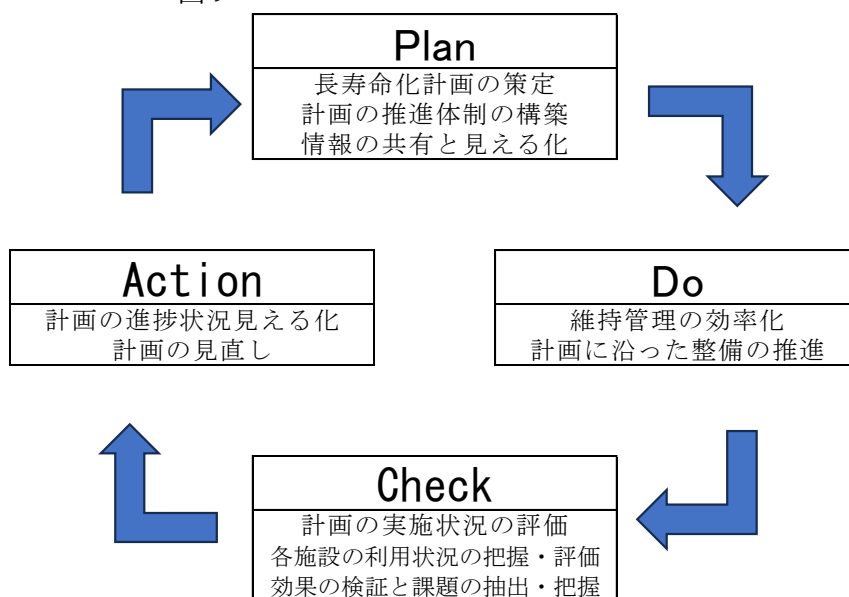 Plan
長寿命化計画の策定
計画の推進体制の構築
情報の共有と見える化
Action
計画の進捗状況見える化
計画の見直し
Do
維持管理の効率化
計画に沿った整備の推進
Check
計画の実施状況の評価
各施設の利用状況の把握・評価
効果の検証と課題の抽出・把握